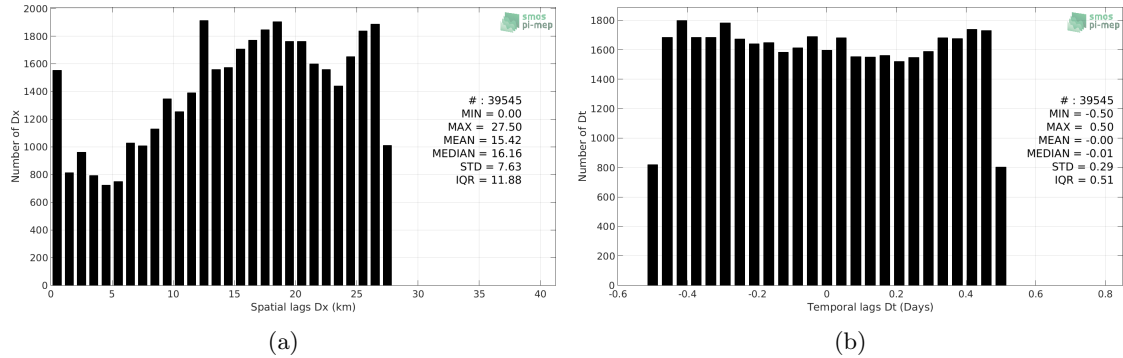 2000
1800
1600
1400
1200
1000
800
600
400
200
0
Number of Dx
0 5 10 15 20 25 30 35 40
Spatial lags Dx (km)
smos
pi-mep
# : 39545
MIN = 0.00
MAX = 27.50
MEAN = 15.42
MEDIAN = 16.16
STD = 7.63
IQR = 11.88
(a)
1800
1600
1400
1200
1000
800
600
400
200
0
Number of Dt
-0.6 -0.4 -0.2 0 0.2 0.4 0.6 0.8
Temporal lags Dt (Days)
smos
pi-mep
# : 39545
MIN = -0.50
MAX = 0.50
MEAN = -0.00
MEDIAN = -0.01
STD = 0.29
IQR = 0.51
(b)